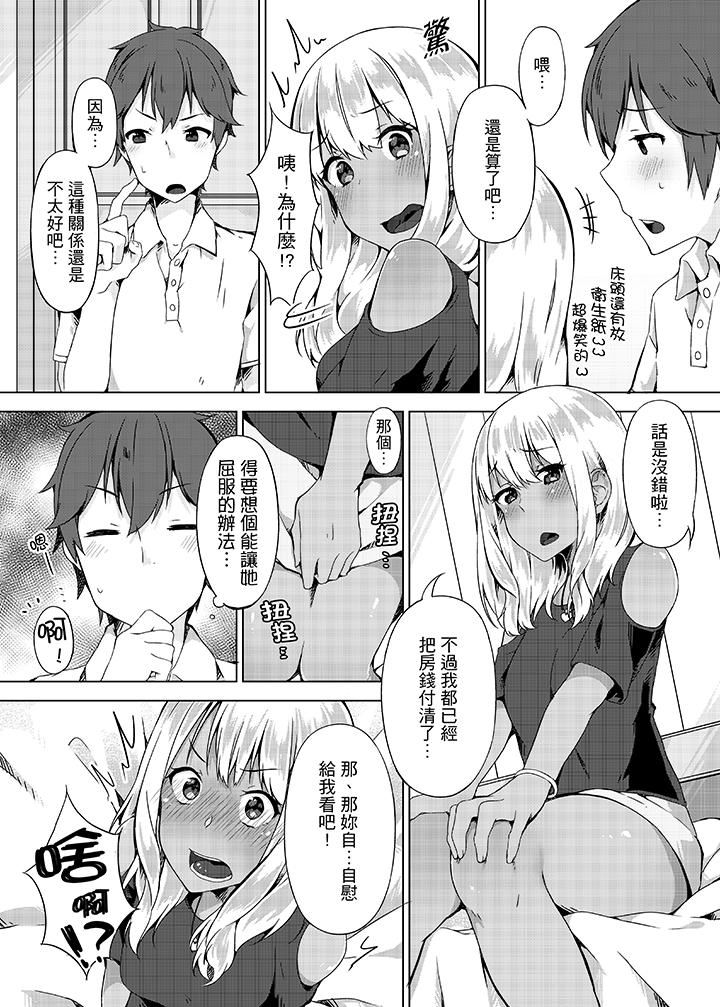 喂…
還是算了吧…
床頭還有放
衛生紙ωω
超爆笑的ω
驚
咦！為什麼!?
因為…
這種關係還是
不太好吧…
話是沒錯啦…
不過我都已經
把房錢付清了…
那個…
扭捏…
扭捏…
得要想個能讓她
屈服的辦法…
嗯—
啊！
那、那妳自…自慰
給我看吧！
啥
啊!?